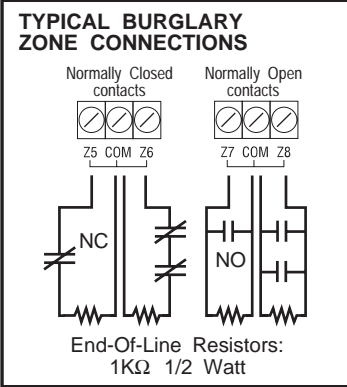 TYPICAL BURGLARY
ZONE CONNECTIONS
Normally Closed
contacts
Normally Open
contacts
Z5 COM Z6
Z7 COM Z8
NC
NO
End-Of-Line Resistors:
1KΩ 1/2 Watt